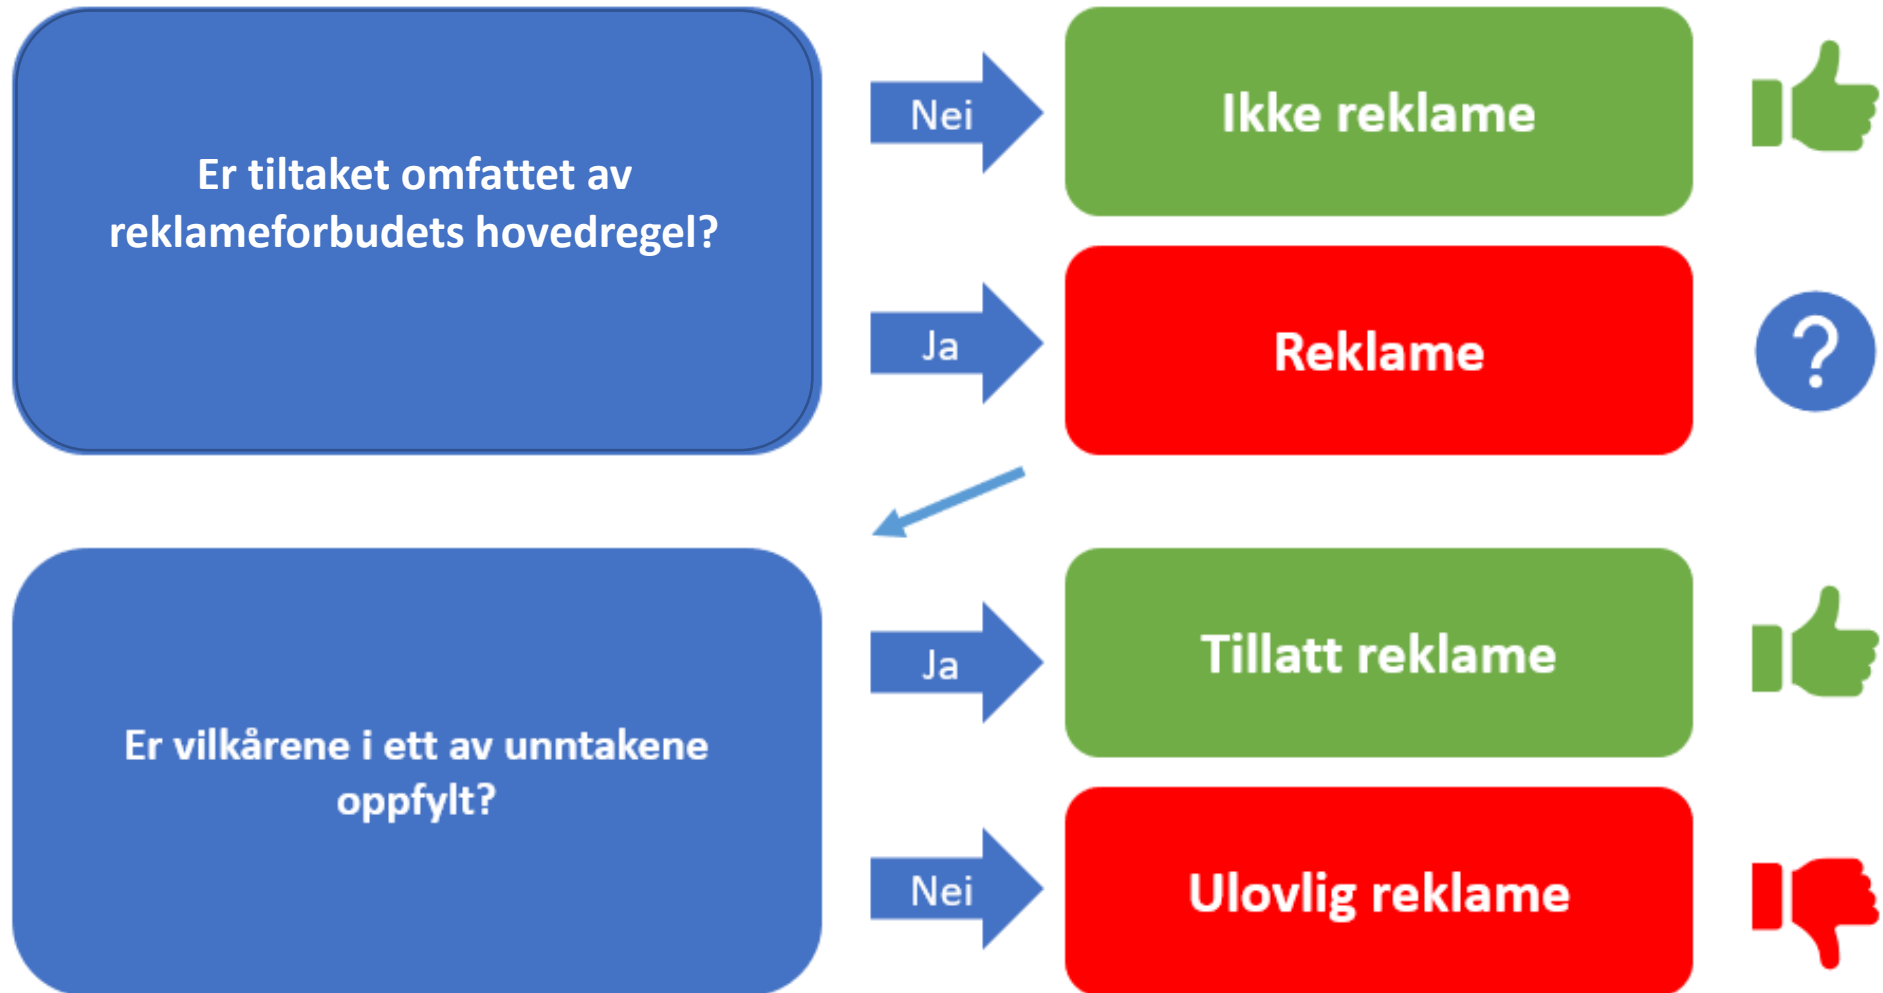 Er tiltaket omfattet av
reklameforbudets hovedregel?
Nei
Ikke reklame
Ja
Reklame
?
Er vilkårene i ett av unntakene
oppfylt?
Ja
Tillatt reklame
Nei
Ulovlig reklame